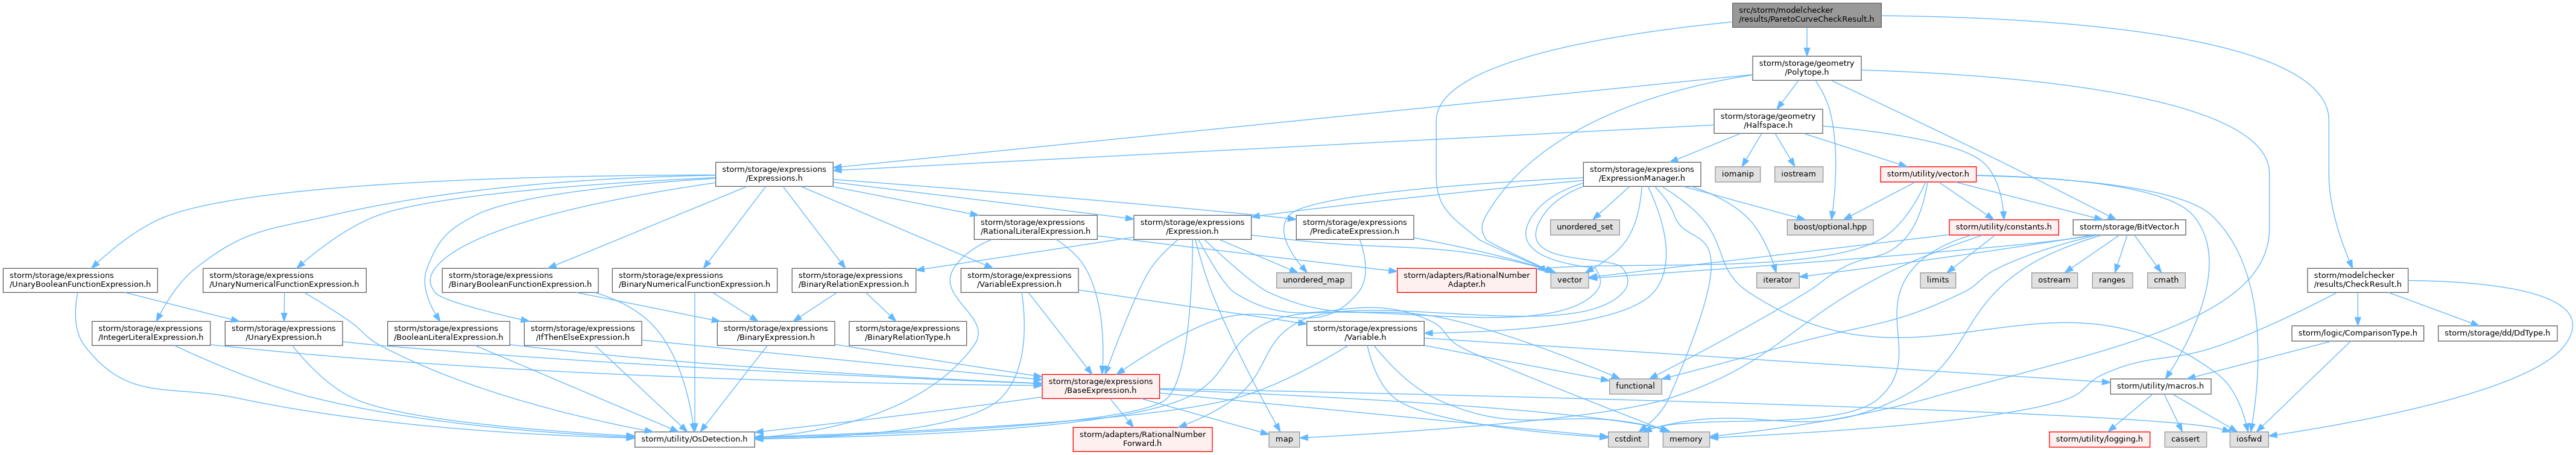 src/storm/modelchecker
/results/ParetoCurveCheckResult.h
storm/storage/geometry
/Polytope.h
storm/storage/geometry
/Halfspace.h
storm/storage/expressions
/Expressions.h
storm/storage/expressions
/ExpressionManager.h
iomanip
iostream
storm/utility/vector.h
storm/storage/expressions
/RationalLiteralExpression.h
storm/storage/expressions
/Expression.h
storm/storage/expressions
/PredicateExpression.h
unordered_set
boost/optional.hpp
storm/utility/constants.h
storm/storage/BitVector.h
storm/storage/expressions
/UnaryBooleanFunctionExpression.h
storm/storage/expressions
/UnaryNumericalFunctionExpression.h
storm/storage/expressions
/BinaryBooleanFunctionExpression.h
storm/storage/expressions
/BinaryNumericalFunctionExpression.h
storm/storage/expressions
/BinaryRelationExpression.h
storm/storage/expressions
/VariableExpression.h
unordered_map
storm/adapters/RationalNumber
Adapter.h
vector
iterator
limits
ostream
ranges
cmath
storm/modelchecker
/results/CheckResult.h
storm/storage/expressions
/IntegerLiteralExpression.h
storm/storage/expressions
/UnaryExpression.h
storm/storage/expressions
/BooleanLiteralExpression.h
storm/storage/expressions
/IfThenElseExpression.h
storm/storage/expressions
/BinaryExpression.h
storm/storage/expressions
/BinaryRelationType.h
storm/storage/expressions
/Variable.h
storm/logic/ComparisonType.h
storm/storage/dd/DdType.h
storm/storage/expressions
/BaseExpression.h
functional
storm/utility/macros.h
storm/utility/OsDetection.h
storm/adapters/RationalNumber
Forward.h
map
cstdint
memory
storm/utility/logging.h
cassert
iosfwd